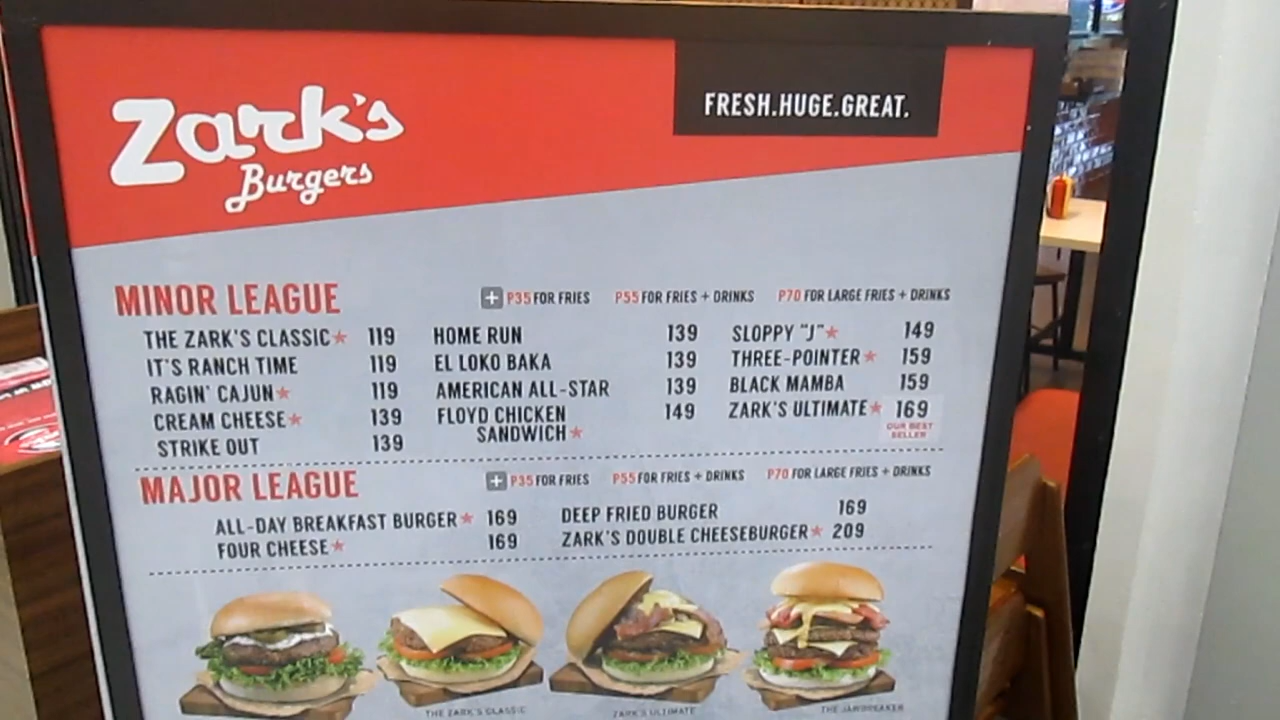 Zark's
Burgers
FRESH.HUGE.GREAT.
MINOR LEAGUE
+ P35 FOR FRIES P55 FOR FRIES + DRINKS P70 FOR LARGE FRIES + DRINKS
THE ZARK'S CLASSIC★ 119
IT'S RANCH TIME 119
RAGIN' CAJUN★ 119
CREAM CHEESE★ 139
STRIKE OUT 139
HOME RUN 139
EL LOKO BAKA 139
AMERICAN ALL-STAR 139
FLOYD CHICKEN 149
SANDWICH★
SLOPPY "J"★ 149
THREE-POINTER★ 159
BLACK MAMBA 159
ZARK'S ULTIMATE★ 169
OUR BEST
SELLER
MAJOR LEAGUE
+ P35 FOR FRIES P55 FOR FRIES + DRINKS P70 FOR LARGE FRIES + DRINKS
ALL-DAY BREAKFAST BURGER★ 169
FOUR CHEESE★ 169
DEEP FRIED BURGER 169
ZARK'S DOUBLE CHEESEBURGER★ 209
THE ZARK'S CLASSIC
ZARK'S ULTIMATE
THE JAWBREAKER